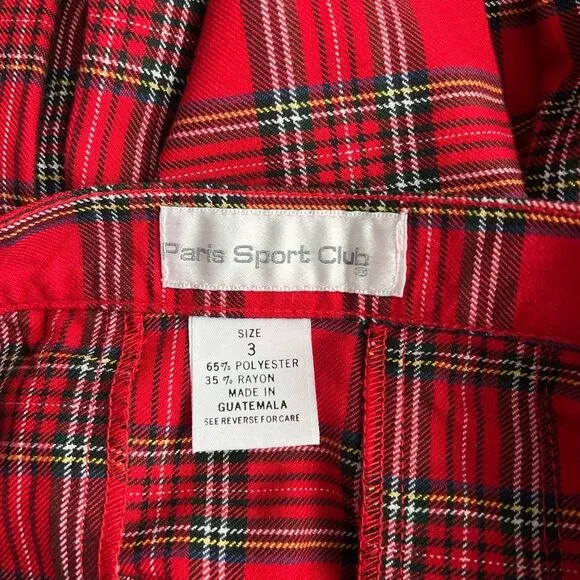 Paris Sport Club
SIZE
3
65% POLYESTER
35% RAYON
MADE IN
GUATEMALA
SEE REVERSE FOR CARE